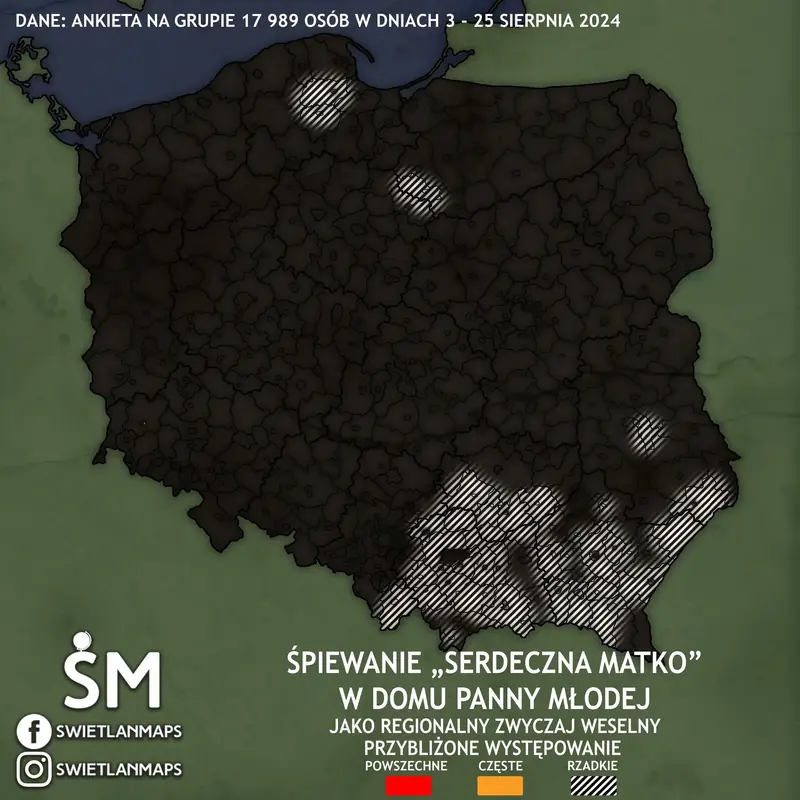 DANE: ANKIETA NA GRUPIE 17 989 OSÓB W DNIACH 3 - 25 SIERPNIA 2024
ŚM
SWIETLANMAPS
SWIETLANMAPS
ŚPIEWANIE „SERDECZNA MATKO”
W DOMU PANNY MŁODEJ
JAKO REGIONALNY ZWYCZAJ WESELNY
PRZYBLIŻONE WYSTĘPOWANIE
POWSZECHNE CZĘSTE RZADKIE